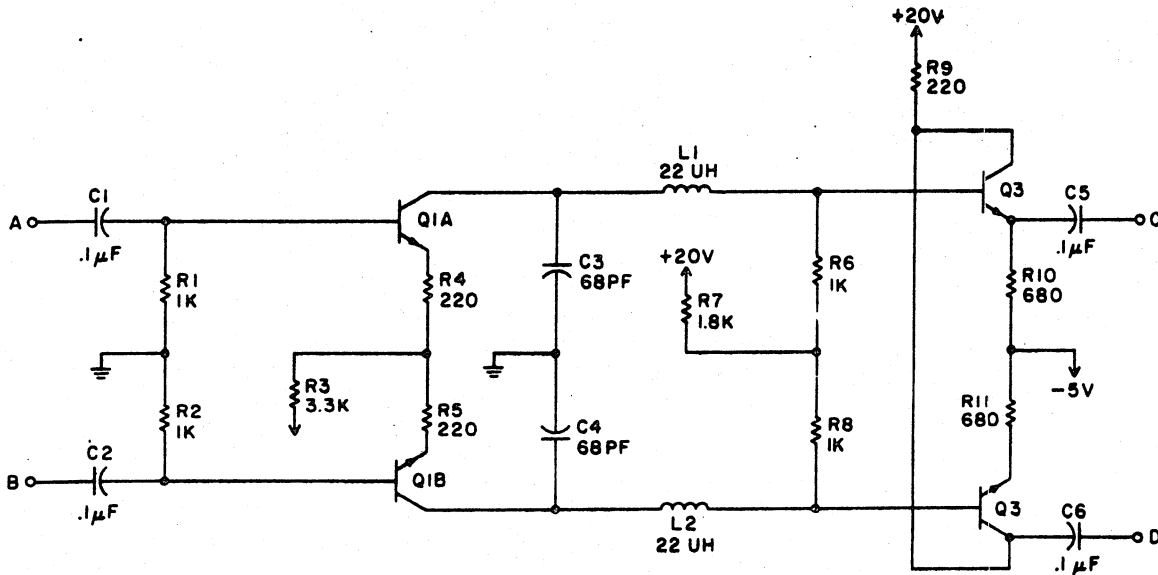 +20V
R9
220
L1
22 UH
Q3
C5
.1µF
C
C1
A
.1µF
Q1A
R1
1K
R4
220
C3
68PF
+20V
R7
1.8K
R6
1K
R10
680
-5V
R3
3.3K
R2
1K
R5
220
C4
68PF
R8
1K
R11
680
C2
B
.1µF
Q1B
L2
22 UH
Q3
C6
D
.1µF